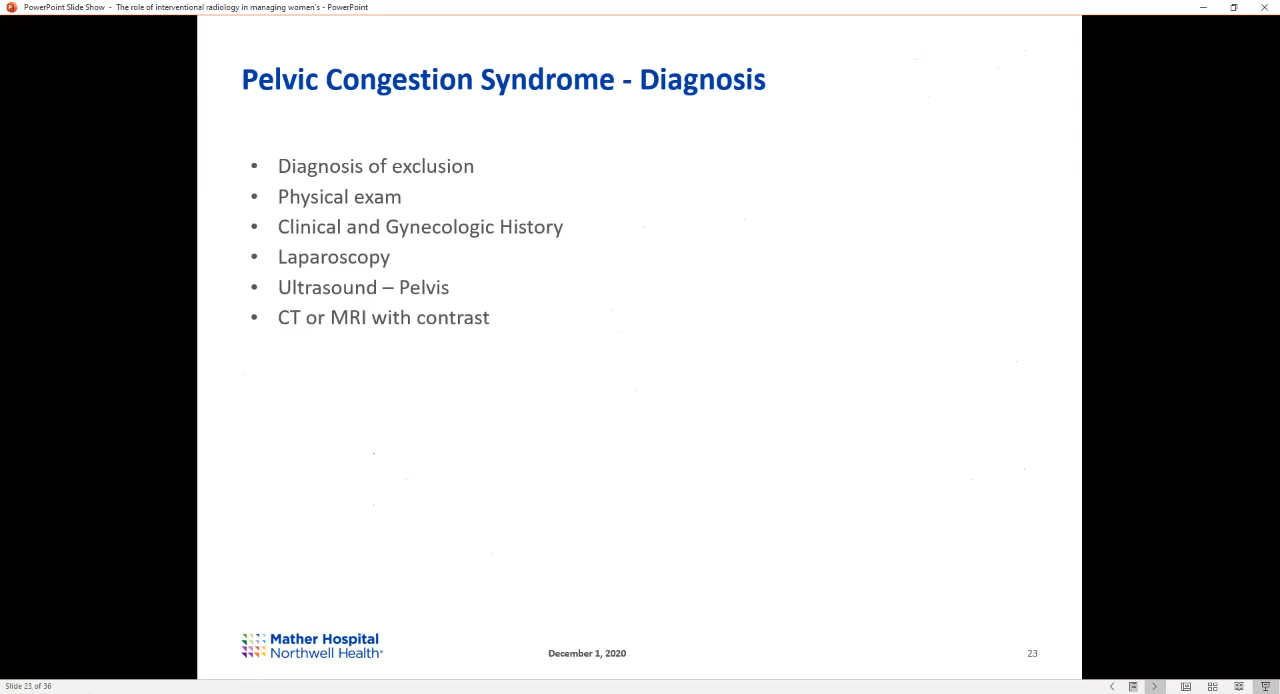 PowerPoint Slide Show - The role of interventional radiology in managing women's - PowerPoint
Pelvic Congestion Syndrome - Diagnosis
• Diagnosis of exclusion
• Physical exam
• Clinical and Gynecologic History
• Laparoscopy
• Ultrasound – Pelvis
• CT or MRI with contrast
Mather Hospital
Northwell Health®
December 1, 2020
23
Slide 23 of 36